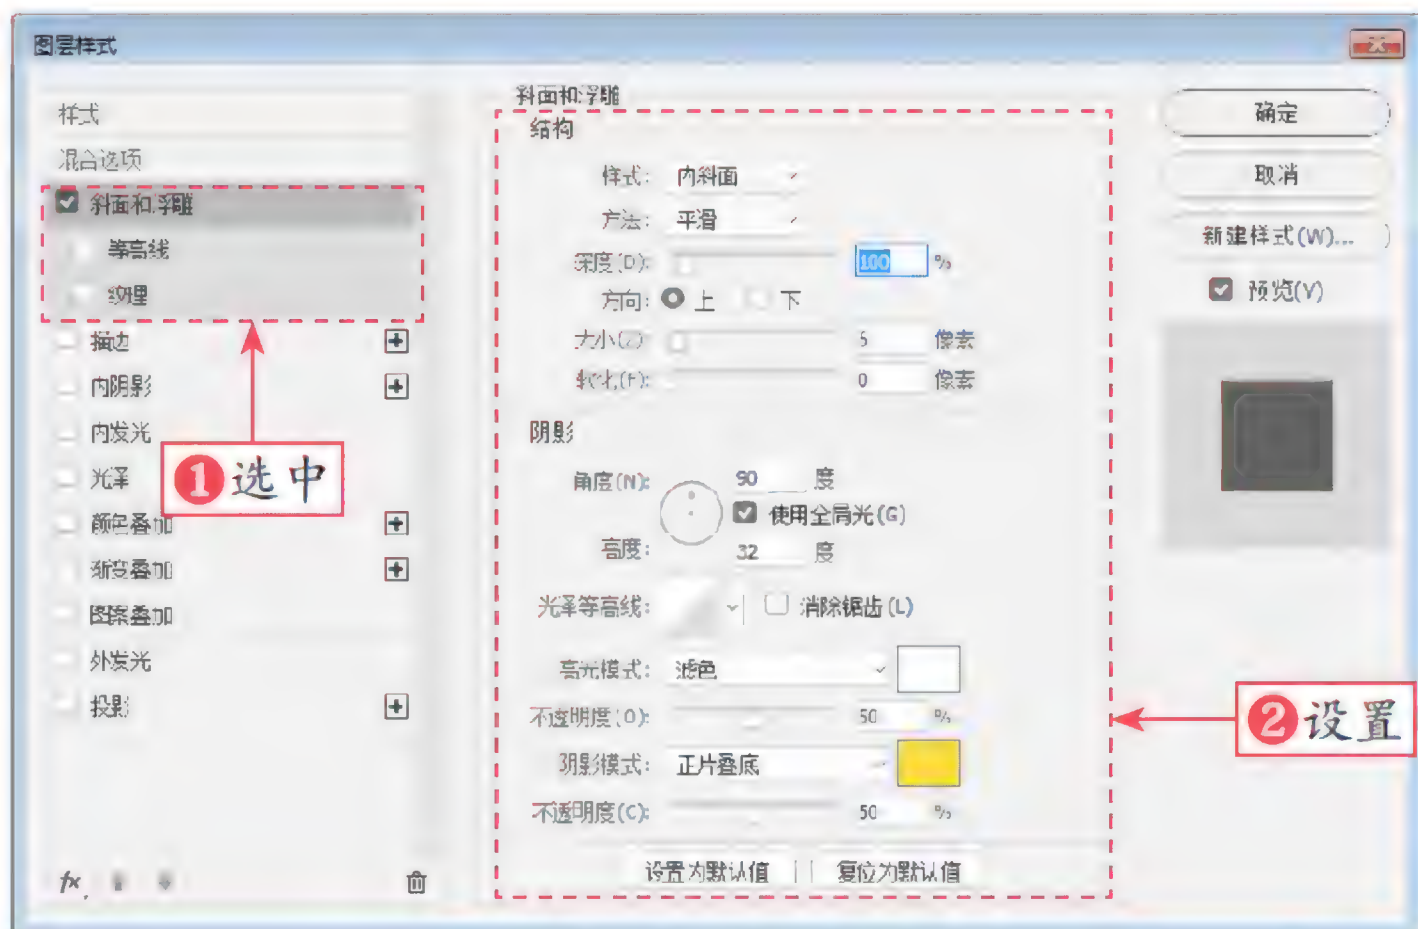 图层样式
样式
混合选项
斜面和浮雕
等高线
纹理
描边
内阴影
内发光
光泽
颜色叠加
渐变叠加
图案叠加
外发光
投影
fx
❶选中
斜面和浮雕
结构
样式： 内斜面
方法： 平滑
深度(D)： 100 %
方向： 上 下
大小(Z)： 5 像素
软化(F)： 0 像素
阴影
角度(N)： 90 度
使用全局光(G)
高度： 32 度
光泽等高线： 消除锯齿(L)
高光模式： 滤色
不透明度(O)： 50 %
阴影模式： 正片叠底
不透明度(C)： 50 %
设置为默认值 复位为默认值
确定
取消
新建样式(W)...
预览(V)
❷设置